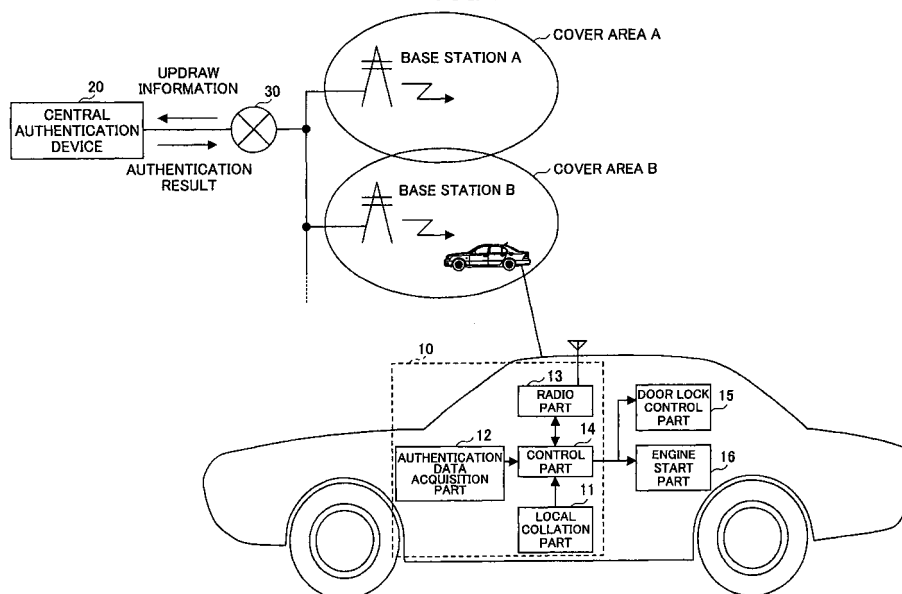 COVER AREA A
BASE STATION A
UPDRAW
INFORMATION
20
30
CENTRAL
AUTHENTICATION
DEVICE
AUTHENTICATION
RESULT
COVER AREA B
BASE STATION B
10
13
RADIO
PART
DOOR LOCK
CONTROL
PART
15
12
14
AUTHENTICATION
DATA
ACQUISITION
PART
CONTROL
PART
ENGINE
START
PART
16
11
LOCAL
COLLATION
PART